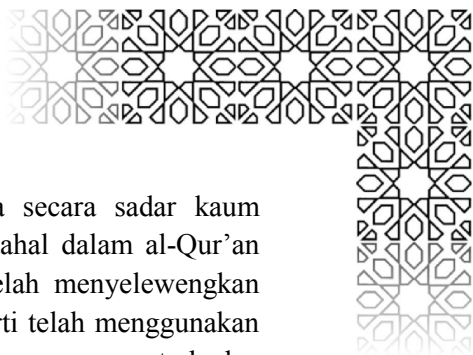 a secara sadar kaum
ahal dalam al-Qur'an
elah menyelewengkan
rti telah menggunakan